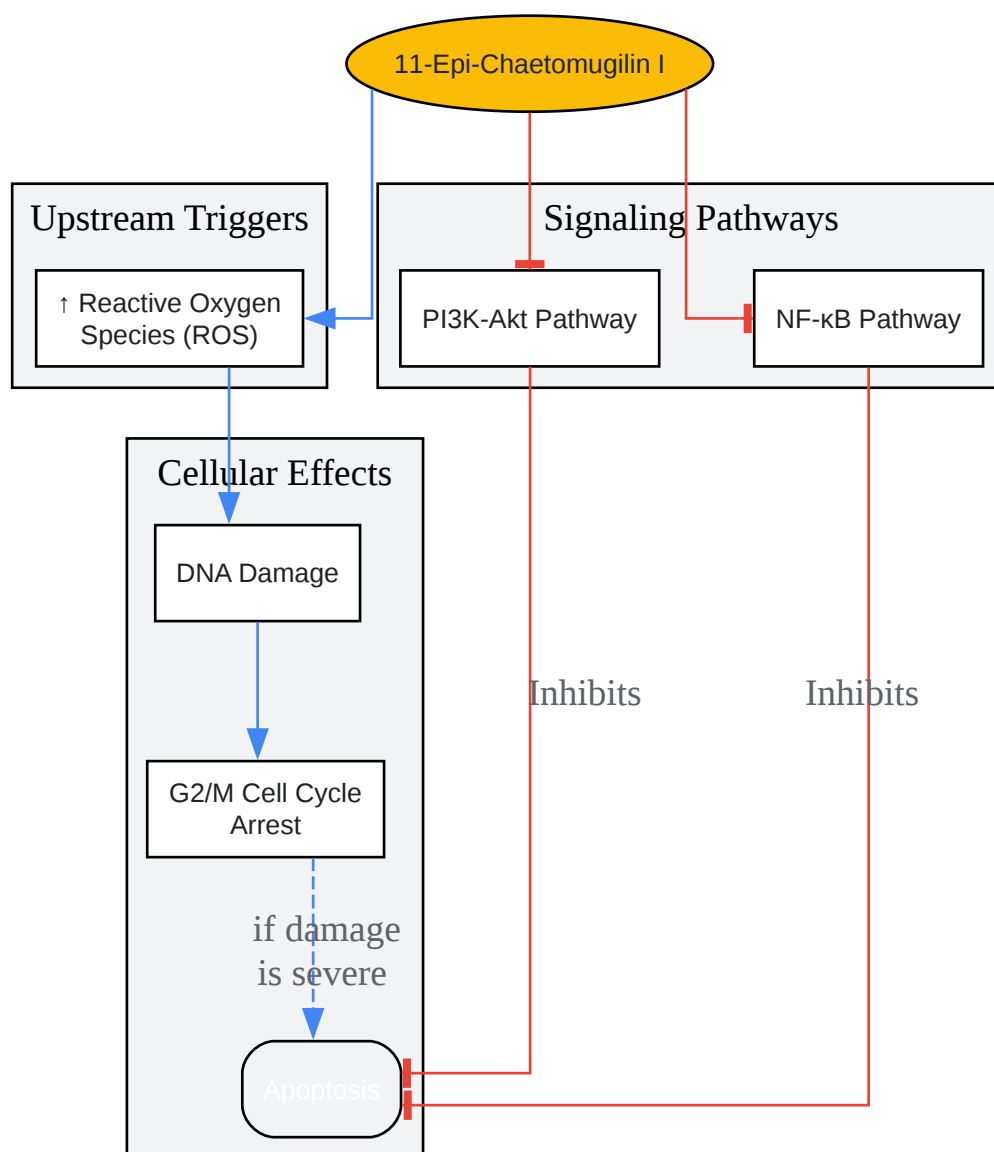 11-Epi-Chaetomugilin I
Upstream Triggers
Signaling Pathways
↑ Reactive Oxygen
Species (ROS)
PI3K-Akt Pathway
NF-κB Pathway
Cellular Effects
DNA Damage
Inhibits
Inhibits
G2/M Cell Cycle
Arrest
if damage
is severe
Apoptosis